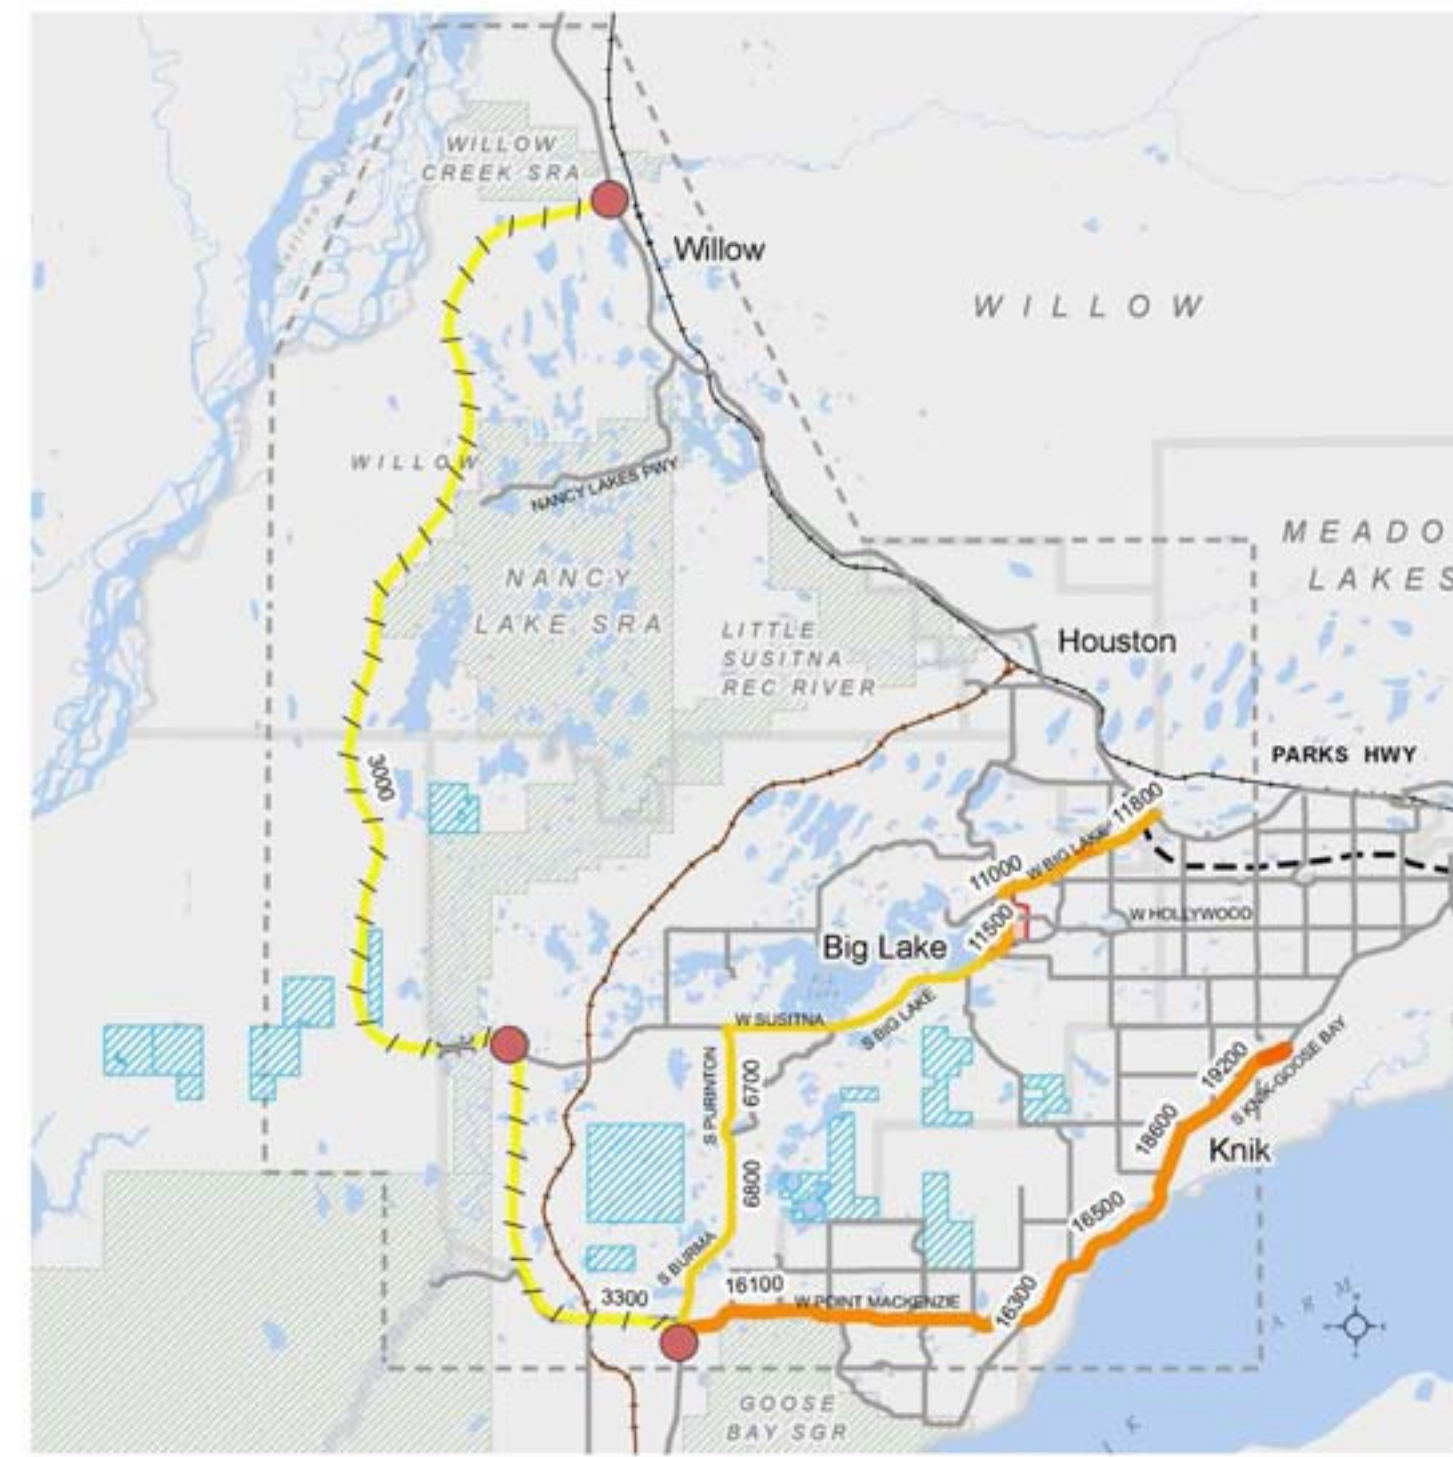 WILLOW
CREEK SRA
Willow
WILLOW
WILLOW
NANCY LAKES PWY
MEADO
LAKES
NANCY
LAKE SRA
LITTLE
SUSITNA
REC RIVER
Houston
3000
PARKS HWY
11800
W BIG LAKE
11000
W HOLLYWOOD
11500
Big Lake
W SUSITNA
S BIG LAKE
S PURINTON
6700
19200
S KNIK-GOOSE BAY
18600
Knik
6800
16500
S BURMA
16100
3300
W POINT MACKENZIE
16300
A R M
GOOSE
BAY SGR
I K